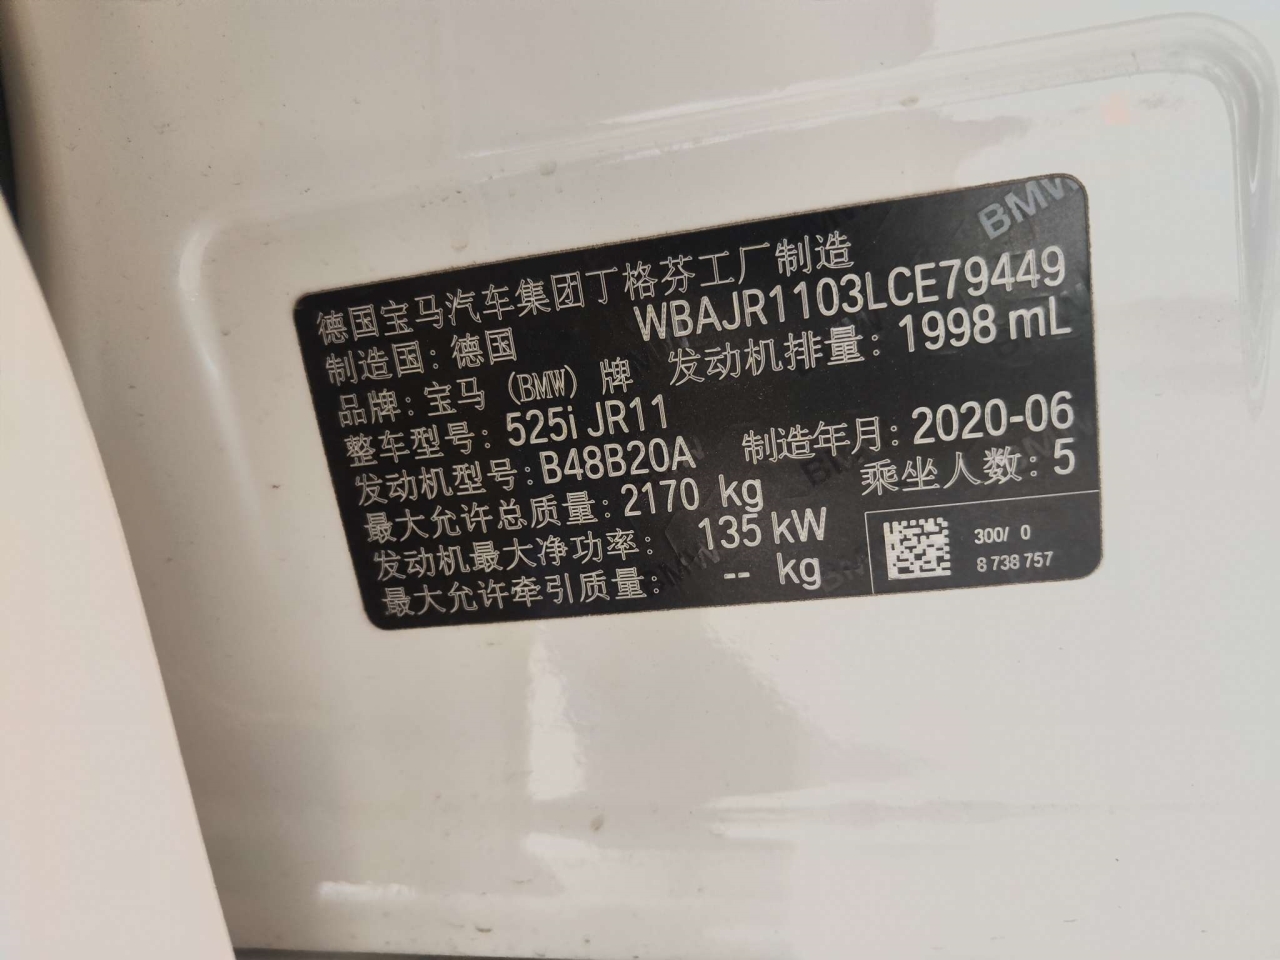 BMW
德国宝马汽车集团丁格芬工厂制造
制造国：德国 WBAJR1103LCE79449
品牌：宝马 (BMW) 牌 发动机排量：1998 mL
整车型号：525i JR11
发动机型号：B48B20A 制造年月：2020-06
最大允许总质量：2170 kg 乘坐人数：5
发动机最大净功率： 135 kW
最大允许牵引质量： -- kg
300/ 0
8 738 757